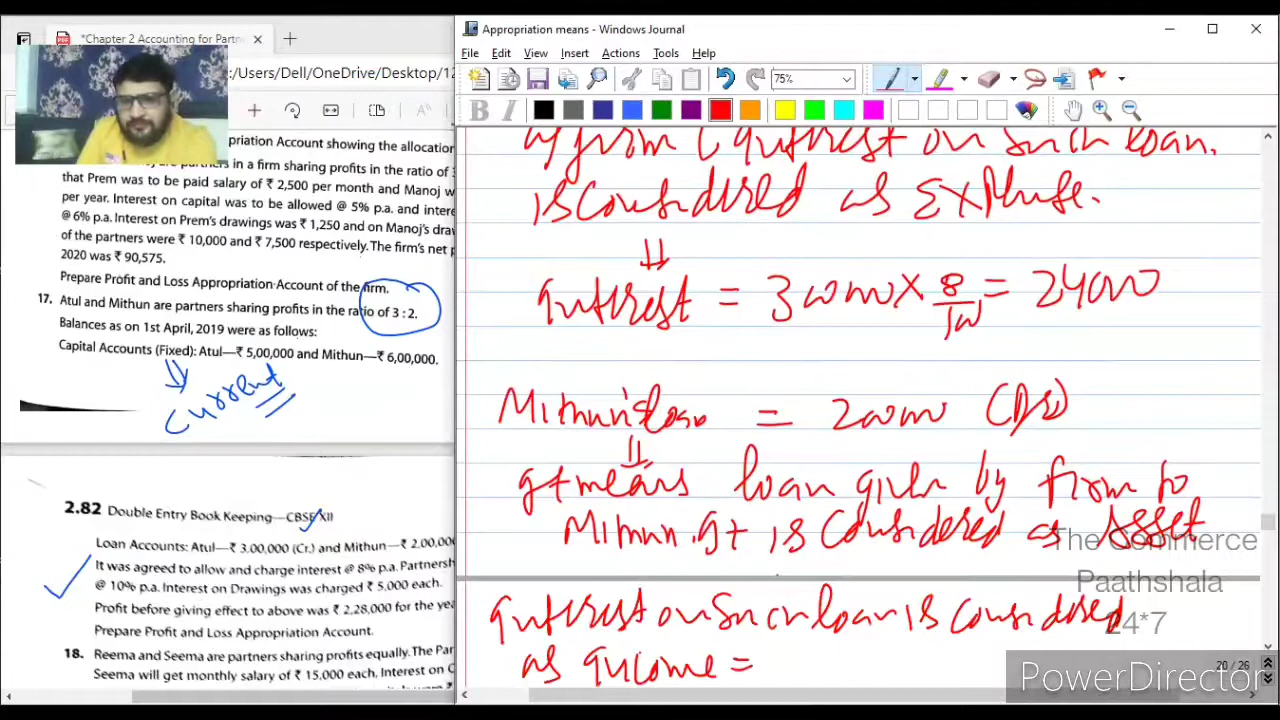 *Chapter 2 Accounting for Partn
:/Users/Dell/OneDrive/Desktop/12
priation Account showing the allocation
partners in a firm sharing profits in the ratio of 3
that Prem was to be paid salary of ₹ 2,500 per month and Manoj w
per year. Interest on capital was to be allowed @ 5% p.a. and intere
@ 6% p.a. Interest on Prem's drawings was ₹ 1,250 and on Manoj's draw
of the partners were ₹ 10,000 and ₹ 7,500 respectively. The firm's net p
2020 was ₹ 90,575.
Prepare Profit and Loss Appropriation Account of the firm.
17. Atul and Mithun are partners sharing profits in the ratio of 3 : 2.
Balances as on 1st April, 2019 were as follows:
Capital Accounts (Fixed): Atul—₹ 5,00,000 and Mithun—₹ 6,00,000.
Current
2.82 Double Entry Book Keeping—CBSE XII
Loan Accounts: Atul—₹ 3,00,000 (Cr.) and Mithun—₹ 2,00,000
It was agreed to allow and charge interest @ 8% p.a. Partnersh
@ 10% p.a. Interest on Drawings was charged ₹ 5,000 each.
Profit before giving effect to above was ₹ 2,28,000 for the yea
Prepare Profit and Loss Appropriation Account.
18. Reema and Seema are partners sharing profits equally. The Par
Seema will get monthly salary of ₹ 15,000 each. Interest on C
Appropriation means - Windows Journal
File Edit View Insert Actions Tools Help
75%
B I
of firm & Interest on Such loan.
is considered as Expense.
Interest = 300000 × 8/100 = 24000
Mithun's loan = 200000 (Dr)
It means loan given by firm to
Mithun. It is Considered as Asset
Interest on Such loan is Considered
as Income =
The Commerce
Paathshala
24*7
20 / 26
PowerDirector